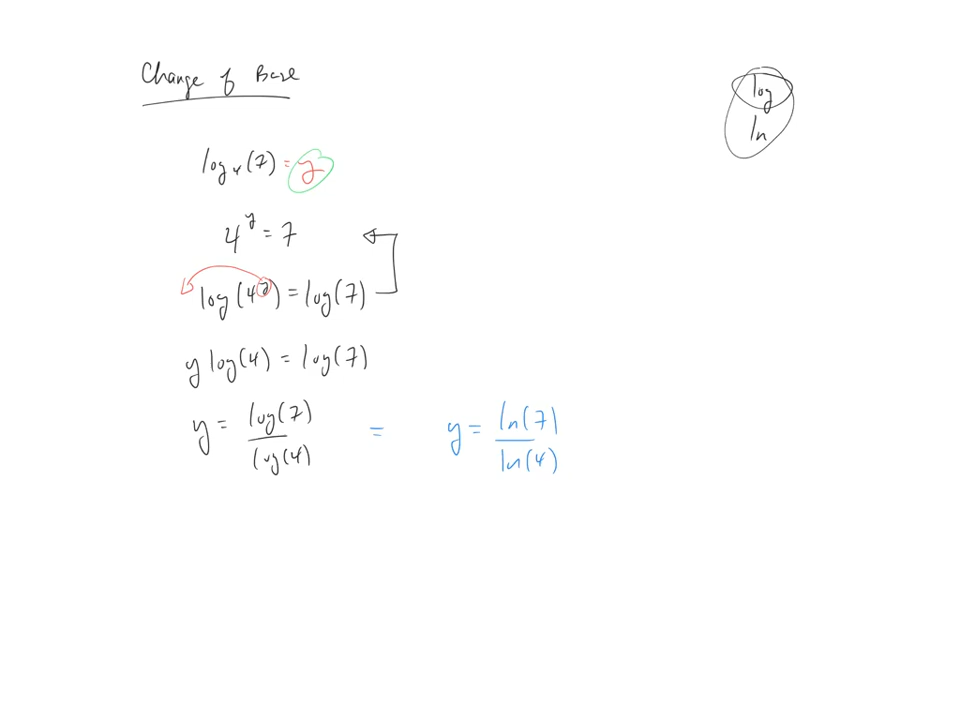 Change of Base
log
ln
log₄(7) = y
4^y = 7
log(4^y) = log(7)
y log(4) = log(7)
y = log(7)/log(4) = y = ln(7)/ln(4)